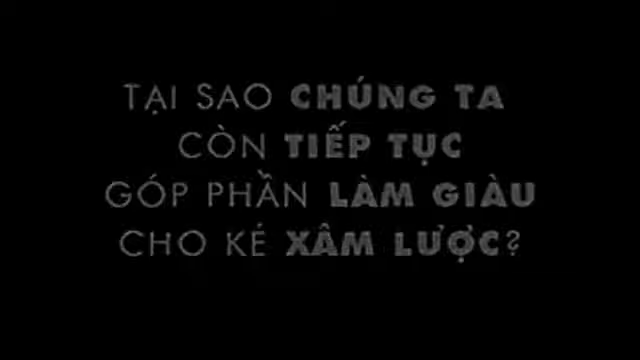 TẠI SAO CHÚNG TA
CÒN TIẾP TỤC
GÓP PHẦN LÀM GIÀU
CHO KẺ XÂM LƯỢC?